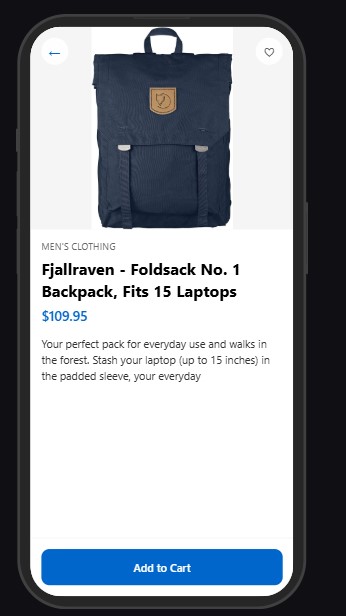 MEN'S CLOTHING
Fjallraven - Foldsack No. 1
Backpack, Fits 15 Laptops
$109.95
Your perfect pack for everyday use and walks in
the forest. Stash your laptop (up to 15 inches) in
the padded sleeve, your everyday
Add to Cart